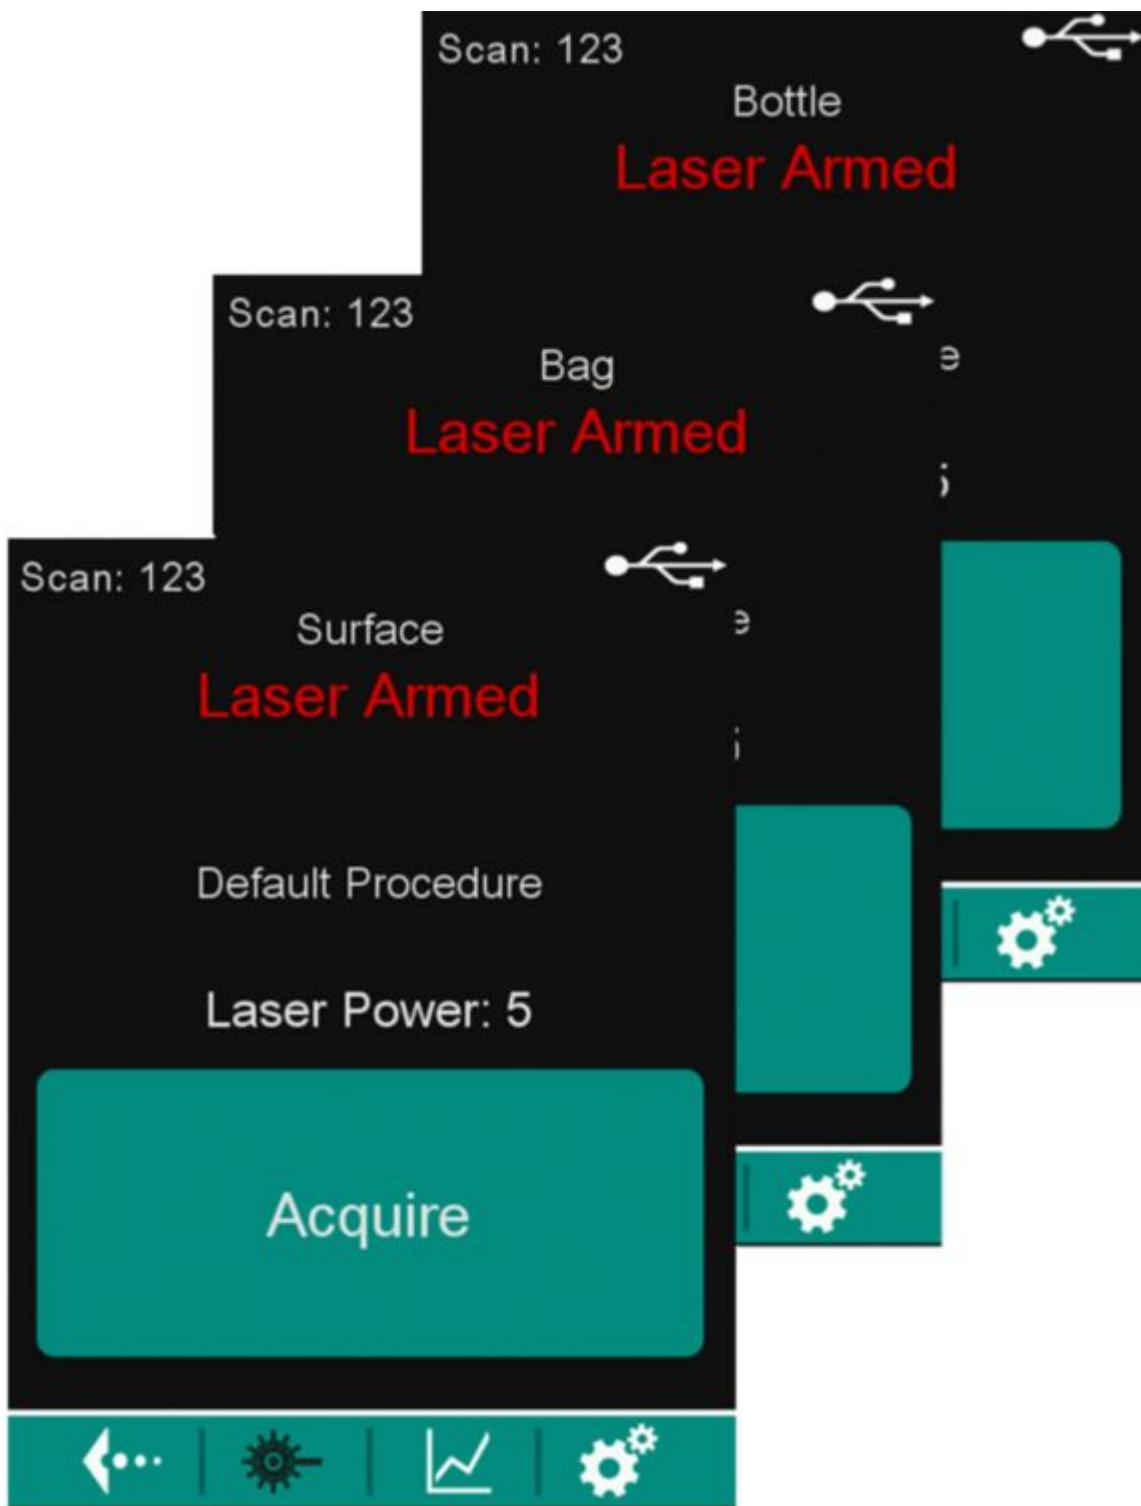 Scan: 123
Bottle
Laser Armed
Scan: 123
Bag
Laser Armed
Scan: 123
Surface
Laser Armed
Default Procedure
Laser Power: 5
Acquire